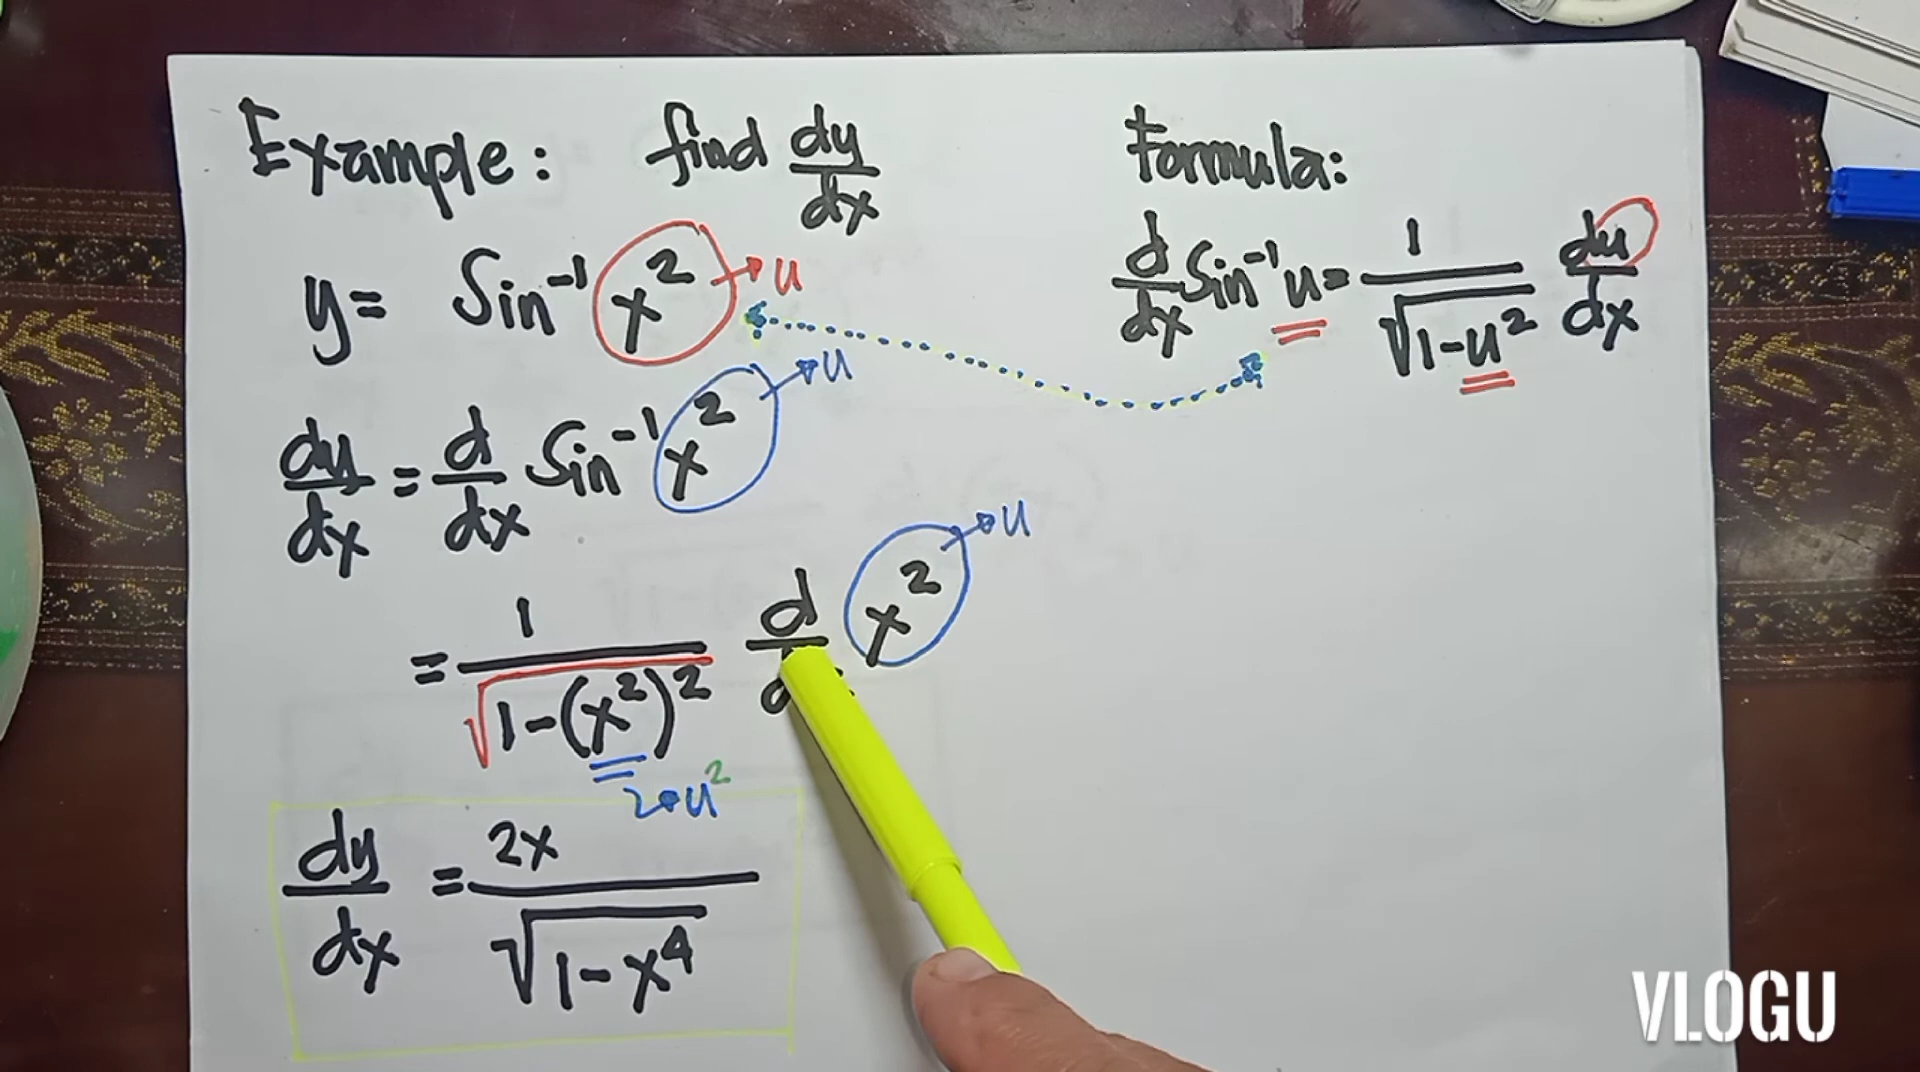 Example: find dy/dx
y = Sin⁻¹ x² → u
dy/dx = d/dx Sin⁻¹ x² → u
= 1/√1-(x²)² d/ x² → u
2•u²
dy/dx = 2x/√1-x⁴
Formula:
d/dx Sin⁻¹ u = 1/√1-u² du/dx
VLOGU